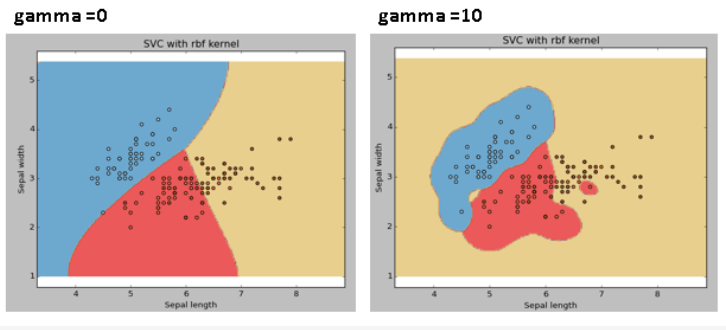 gamma =0
gamma =10
SVC with rbf kernel
5
4
3
2
1
Sepal width
4 5 6 7 8
Sepal length
SVC with rbf kernel
5
4
3
2
1
Sepal width
4 5 6 7 8
Sepal length